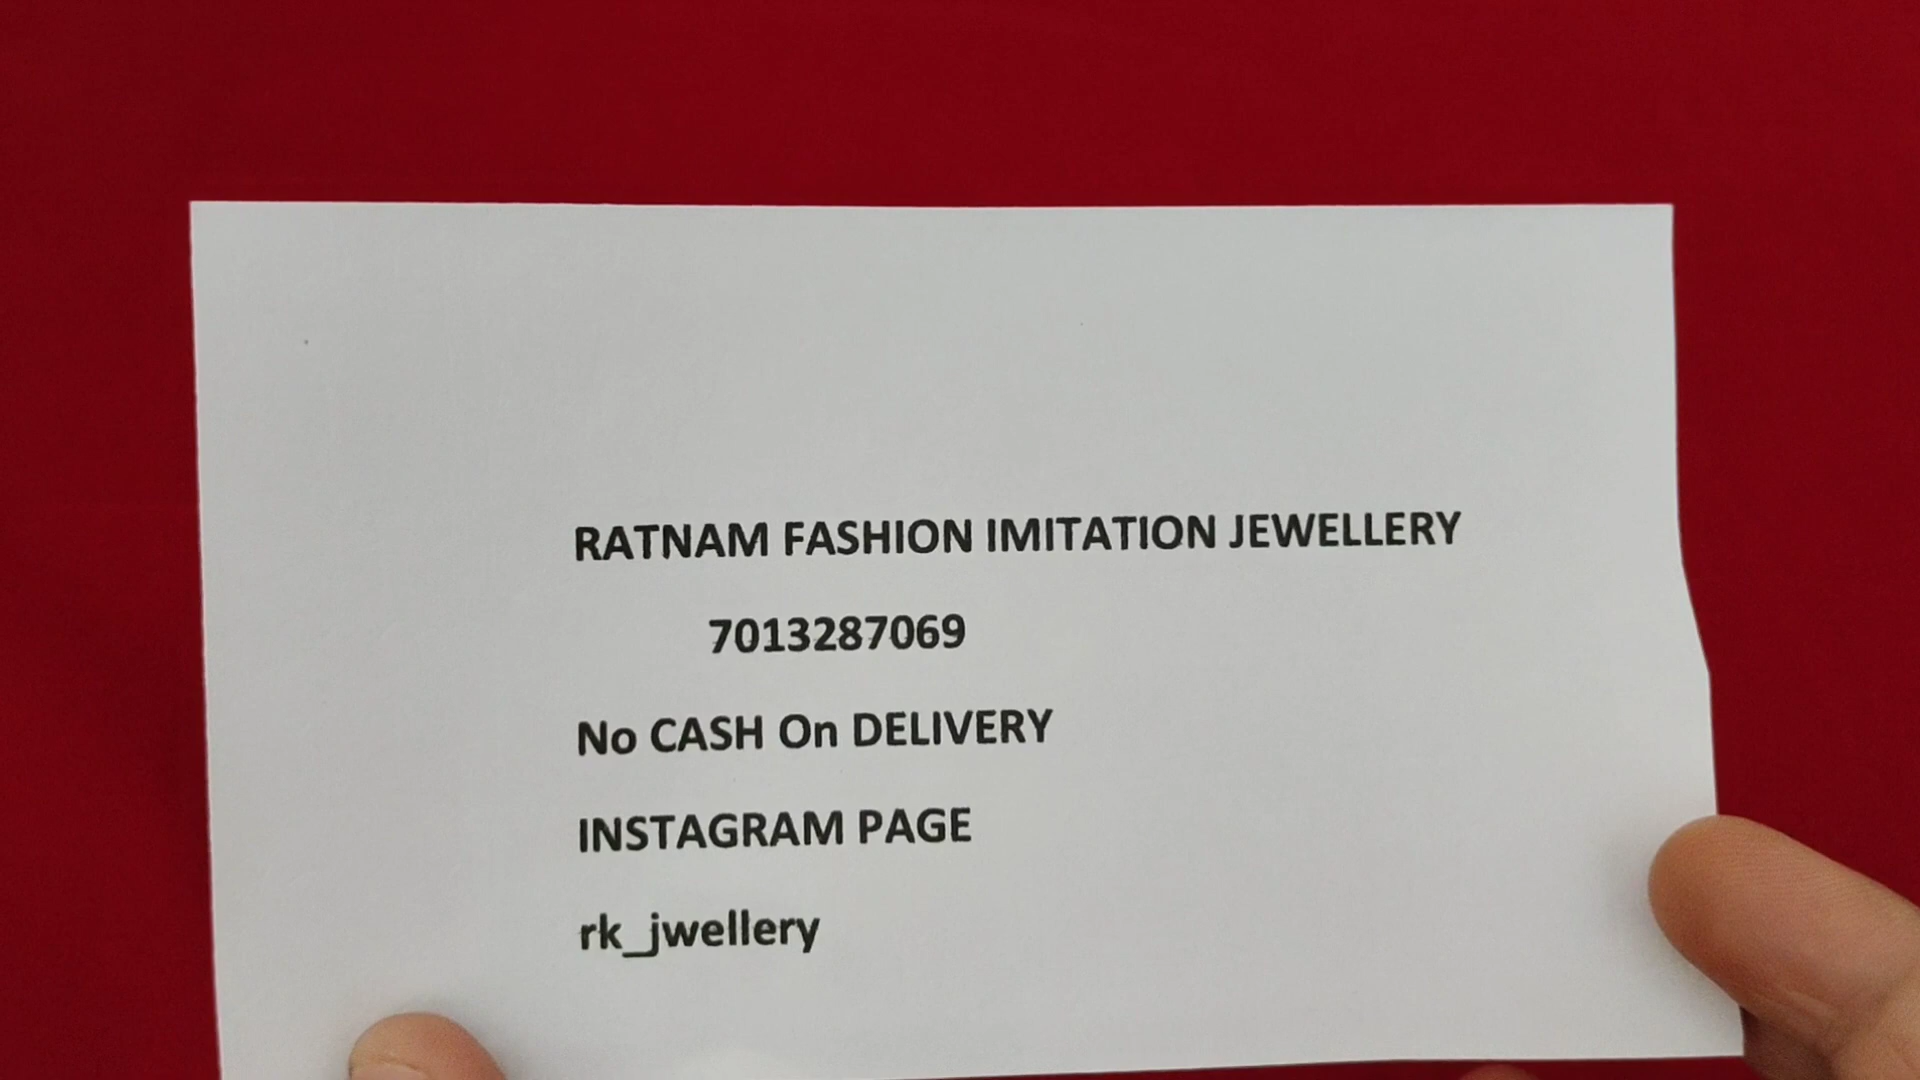 RATNAM FASHION IMITATION JEWELLERY
7013287069
No CASH On DELIVERY
INSTAGRAM PAGE
rk_jwellery